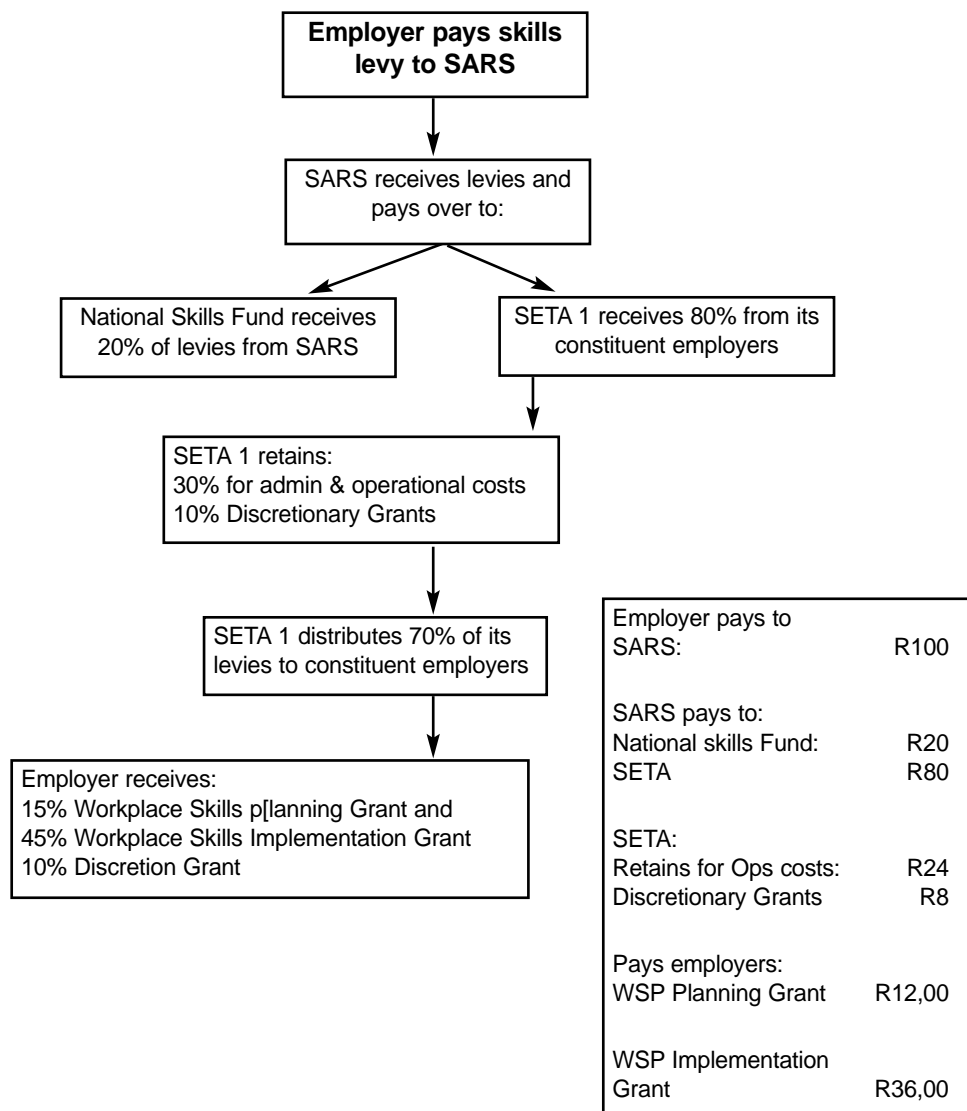 Employer pays skills
levy to SARS
SARS receives levies and
pays over to:
National Skills Fund receives
20% of levies from SARS
SETA 1 receives 80% from its
constituent employers
SETA 1 retains:
30% for admin & operational costs
10% Discretionary Grants
SETA 1 distributes 70% of its
levies to constituent employers
Employer receives:
15% Workplace Skills p[lanning Grant and
45% Workplace Skills Implementation Grant
10% Discretion Grant
Employer pays to
SARS: R100
SARS pays to:
National skills Fund: R20
SETA R80
SETA:
Retains for Ops costs: R24
Discretionary Grants R8
Pays employers:
WSP Planning Grant R12,00
WSP Implementation
Grant R36,00